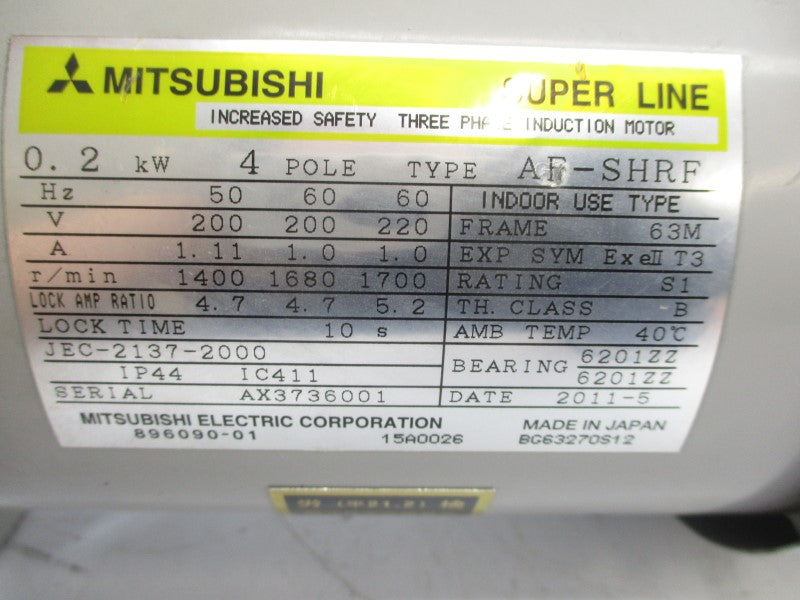 MITSUBISHI SUPER LINE
INCREASED SAFETY THREE PHASE INDUCTION MOTOR
0.2 kW 4 POLE TYPE AF-SHRF
Hz 50 60 60 INDOOR USE TYPE
V 200 200 220 FRAME 63M
A 1.11 1.0 1.0 EXP SYM ExeⅡT3
r/min 1400 1680 1700 RATING S1
LOCK AMP RATIO 4.7 4.7 5.2 TH. CLASS B
LOCK TIME 10 s AMB TEMP 40℃
JEC-2137-2000 BEARING 6201ZZ
IP44 IC411 6201ZZ
SERIAL AX3736001 DATE 2011-5
MITSUBISHI ELECTRIC CORPORATION MADE IN JAPAN
896090-01 15A0026 BG63270S12